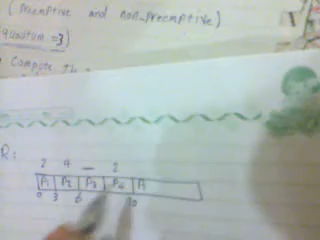 (preemptive and non-preemptive)
quantum =3)
Compute the
R:
2 4 — 2
P1 P2 P3 P4 P1
0 3 6 10